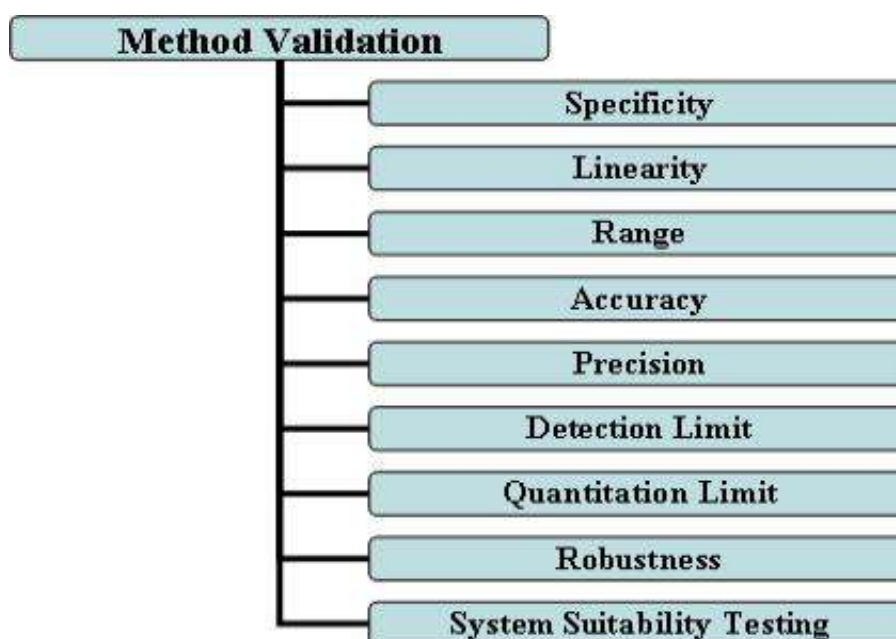 Method Validation
Specificity
Linearity
Range
Accuracy
Precision
Detection Limit
Quantitation Limit
Robustness
System Suitability Testing